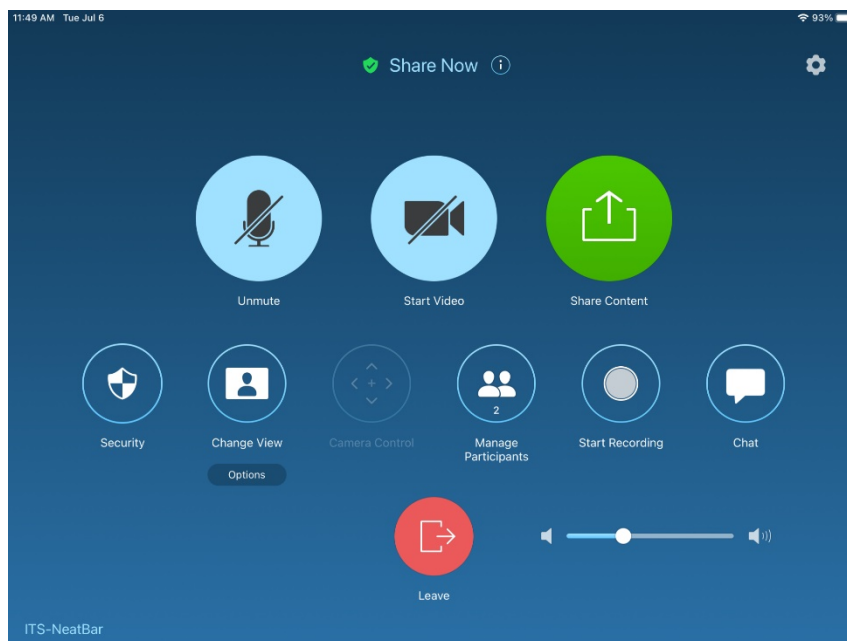 11:49 AM Tue Jul 6
93%
Share Now
Unmute
Start Video
Share Content
2
Security
Change View
Camera Control
Manage
Participants
Start Recording
Chat
Options
Leave
ITS-NeatBar